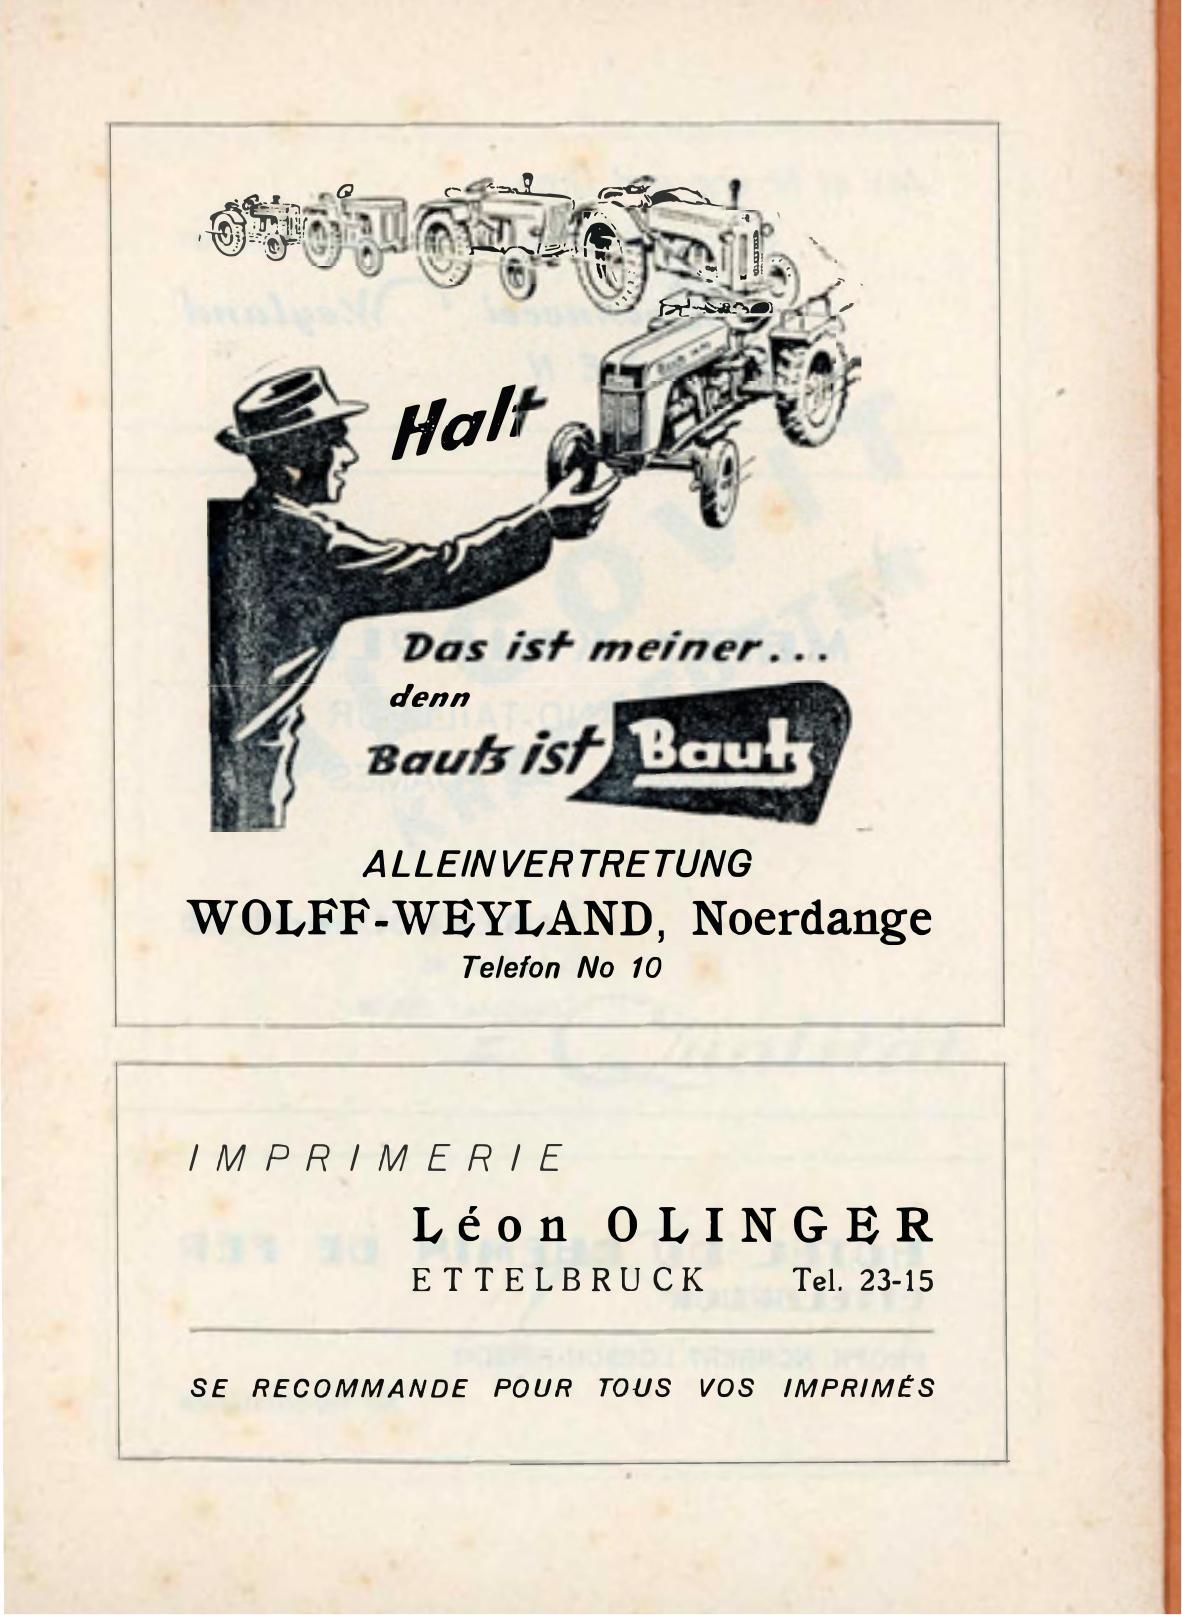 Halt
Das ist meiner...
denn
Bautz ist Bautz
ALLEINVERTRETUNG
WOLFF-WEYLAND, Noerdange
Telefon No 10
IMPRIMERIE
Léon OLINGER
ETTELBRUCK Tel. 23-15
SE RECOMMANDE POUR TOUS VOS IMPRIMÉS